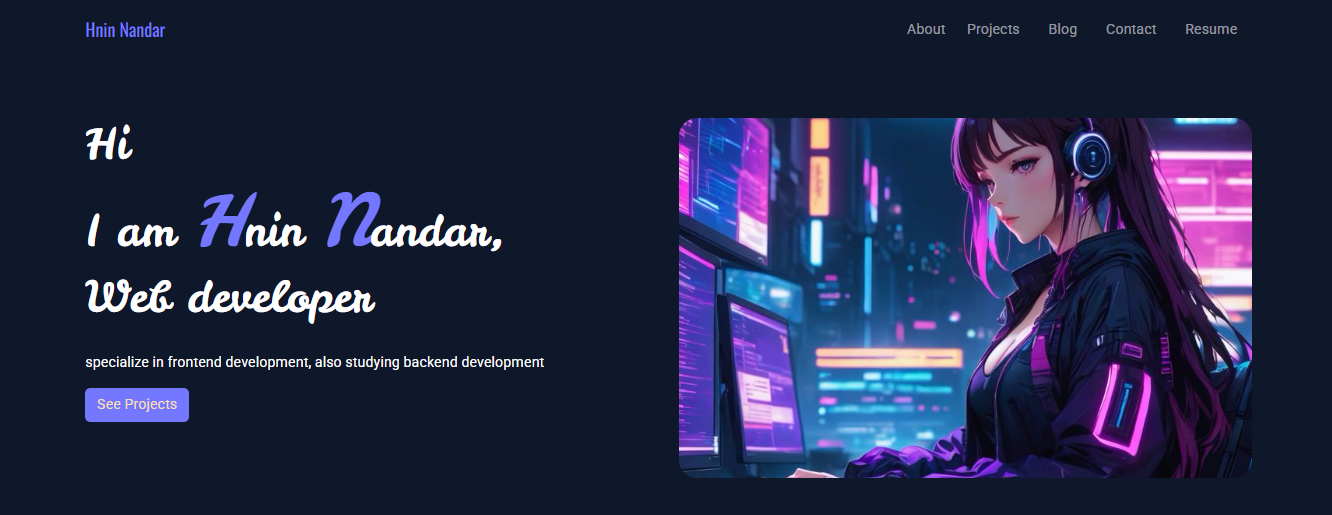 Hnin Nandar
About Projects Blog Contact Resume
Hi
I am Hnin Nandar,
Web developer
specialize in frontend development, also studying backend development
See Projects